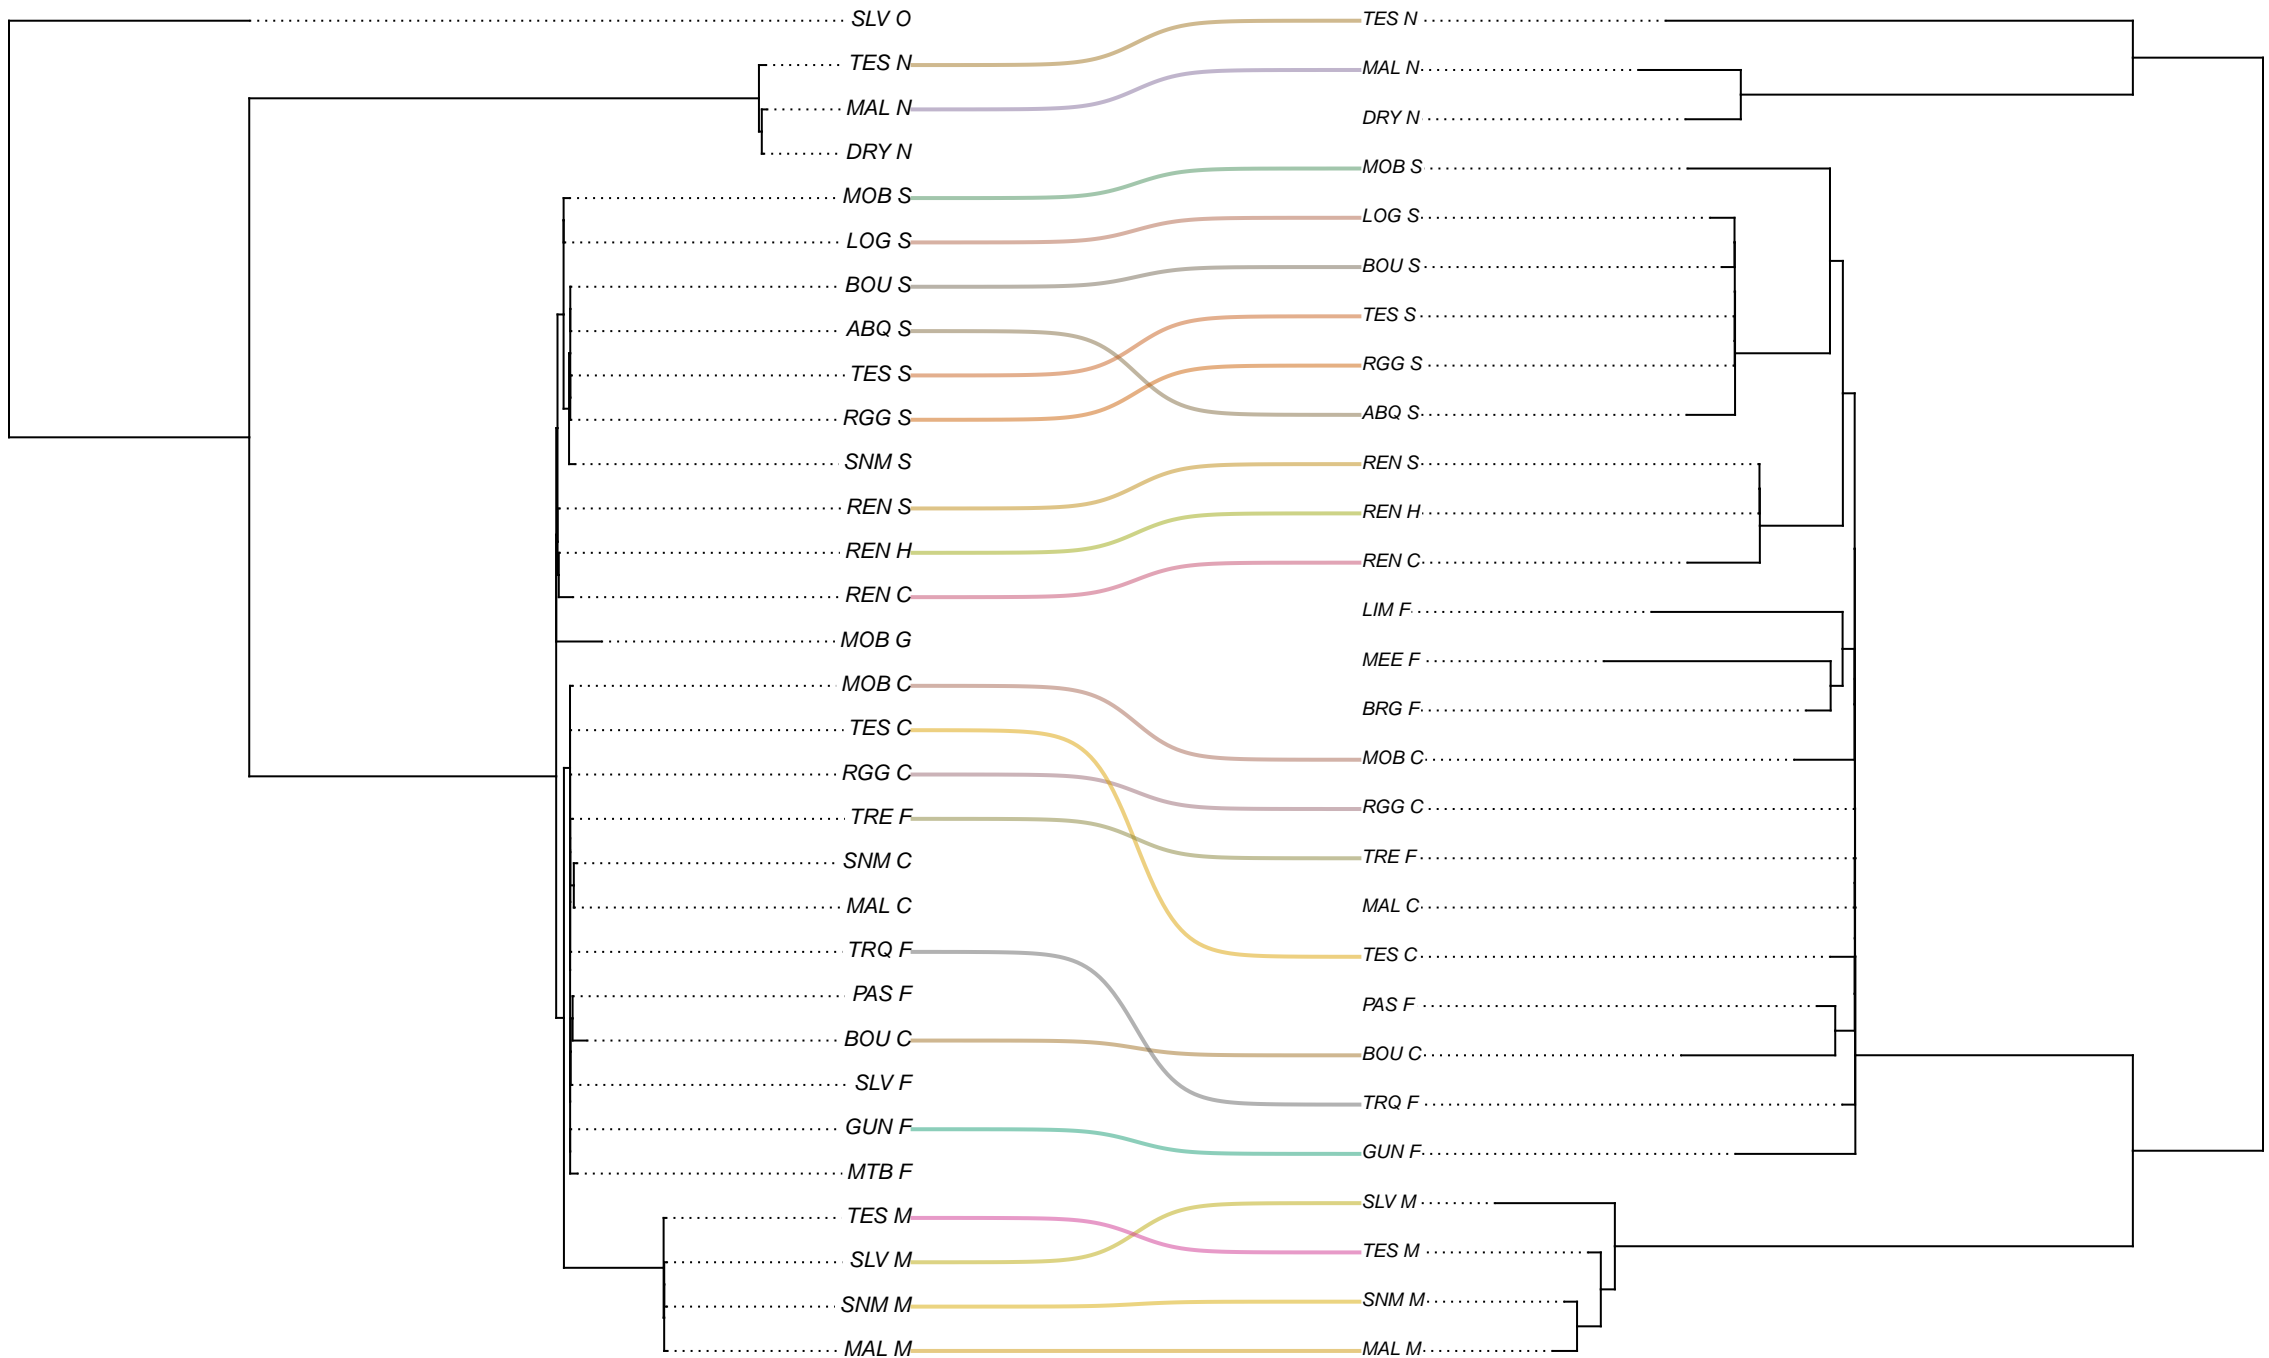 SLV O
TES N
MAL N
DRY N
MOB S
LOG S
BOU S
ABQ S
TES S
RGG S
SNM S
REN S
REN H
REN C
MOB G
MOB C
TES C
RGG C
TRE F
SNM C
MAL C
TRQ F
PAS F
BOU C
SLV F
GUN F
MTB F
TES M
SLV M
SNM M
MAL M
TES N
MAL N
DRY N
MOB S
LOG S
BOU S
TES S
RGG S
ABQ S
REN S
REN H
REN C
LIM F
MEE F
BRG F
MOB C
RGG C
TRE F
MAL C
TES C
PAS F
BOU C
TRQ F
GUN F
SLV M
TES M
SNM M
MAL M